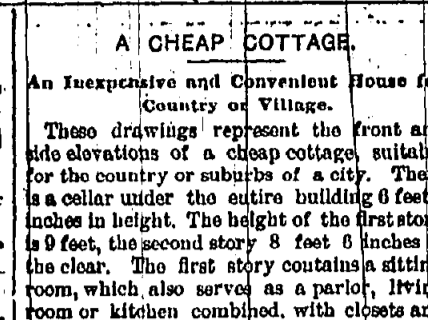 A CHEAP COTTAGE.
An Inexpensive and Convenient House f
Country or Village.
These drawings represent the front a
side elevations of a cheap cottage, suitab
for the country or suburbs of a city. The
is a cellar under the entire building 6 feet
inches in height. The height of the first stor
is 9 feet, the second story 8 feet 6 inches
the clear. The first story contains a sittin
room, which also serves as a parlor, livin
room or kitchen combined, with closets an